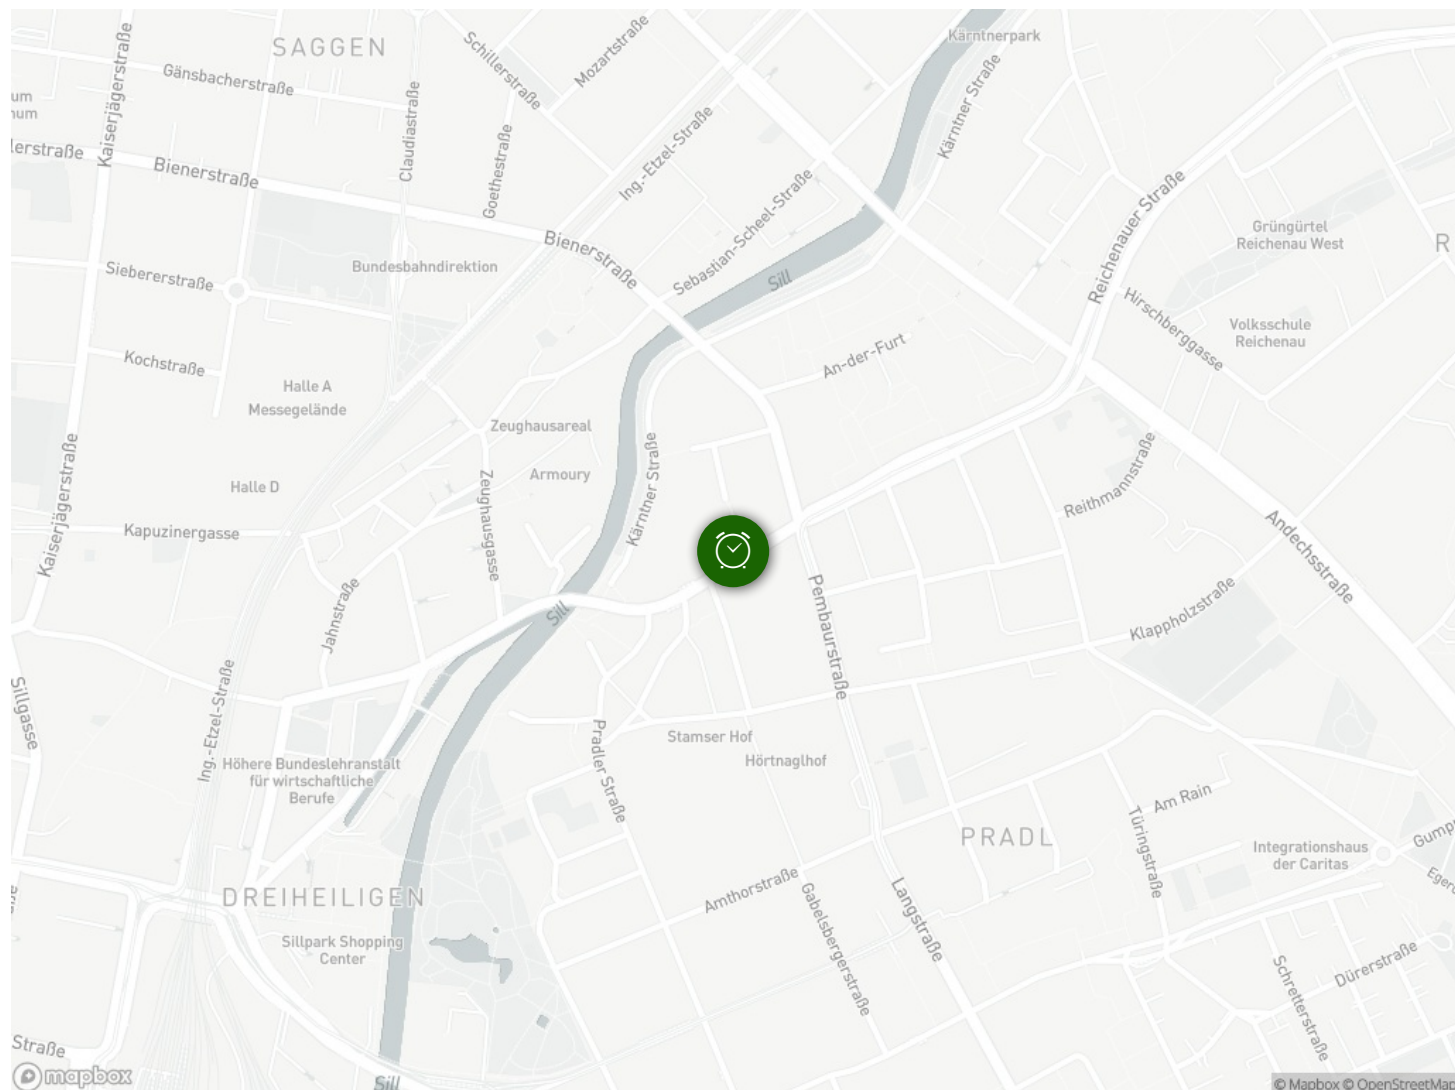 SAGGEN
Kärntnerpark
Schillerstraße
Mozartstraße
Gänsbacherstraße
um
Kaiserjägerstraße
Claudiastraße
Ing.-Etzel-Straße
Kärntner Straße
Goethestraße
lerstraße
Bienerstraße
Sebastian-Scheel-Straße
Reichenauer Straße
Grüngürtel
Reichenau West
R
Bienerstraße
Bundesbahndirektion
Siebererstraße
Sill
Hirschberggasse
Volksschule
Reichenau
An-der-Furt
Kochstraße
Halle A
Messegelände
Zeughausareal
Armoury
Zeughausgasse
Kärntner Straße
Reithmannstraße
Kaiserjägerstraße
Halle D
Kapuzinergasse
Andechsstraße
Jahnstraße
Sill
Pembaurstraße
Klappholzstraße
Sillgasse
Ing.-Etzel-Straße
Pradler Straße
Stamser Hof
Hörtnaglhof
Höhere Bundeslehranstalt
für wirtschaftliche
Berufe
Am Rain
Türingstraße
PRADL
Integrationshaus
der Caritas
Gump
Eger
DREIHEILIGEN
Amthorstraße
Gabelsbergerstraße
Langstraße
Sillpark Shopping
Center
Schretterstraße
Dürerstraße
Straße
mapbox
Sill
© Mapbox © OpenStreetMap